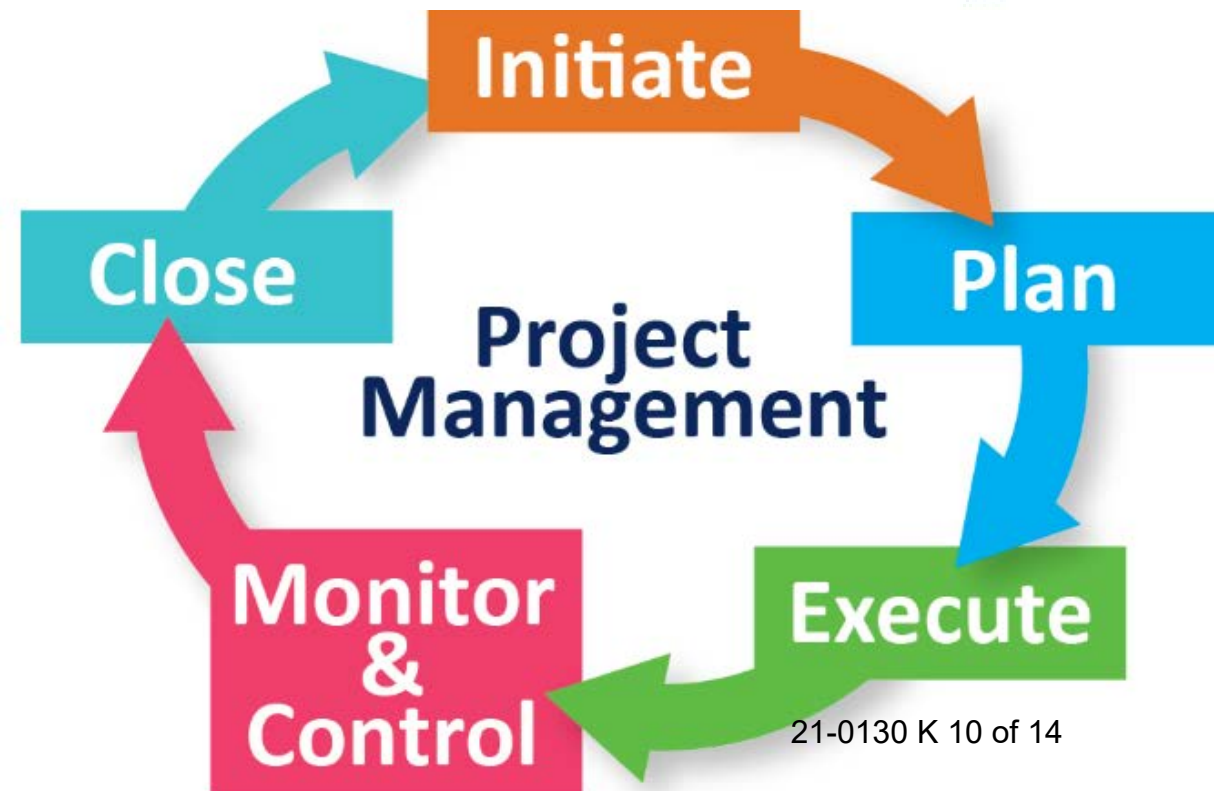 Initiate
Plan
Close
Project
Management
Execute
Monitor
&
Control
21-0130 K 10 of 14